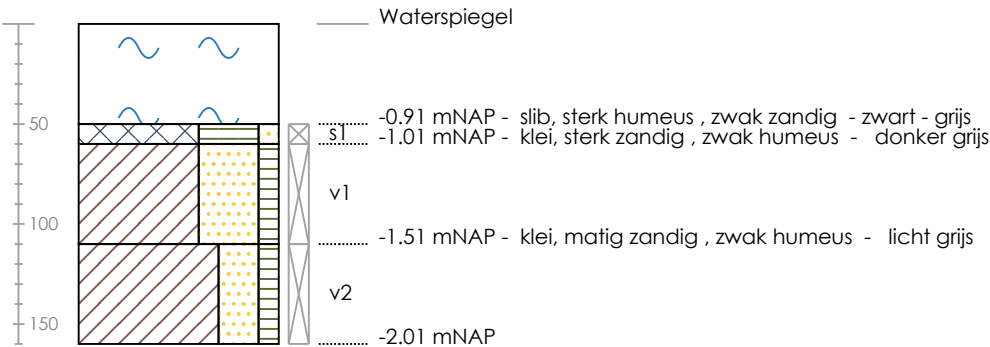 Waterspiegel
50
-0.91 mNAP - slib, sterk humeus , zwak zandig - zwart - grijs
s1
-1.01 mNAP - klei, sterk zandig , zwak humeus - donker grijs
v1
100
-1.51 mNAP - klei, matig zandig , zwak humeus - licht grijs
v2
150
-2.01 mNAP